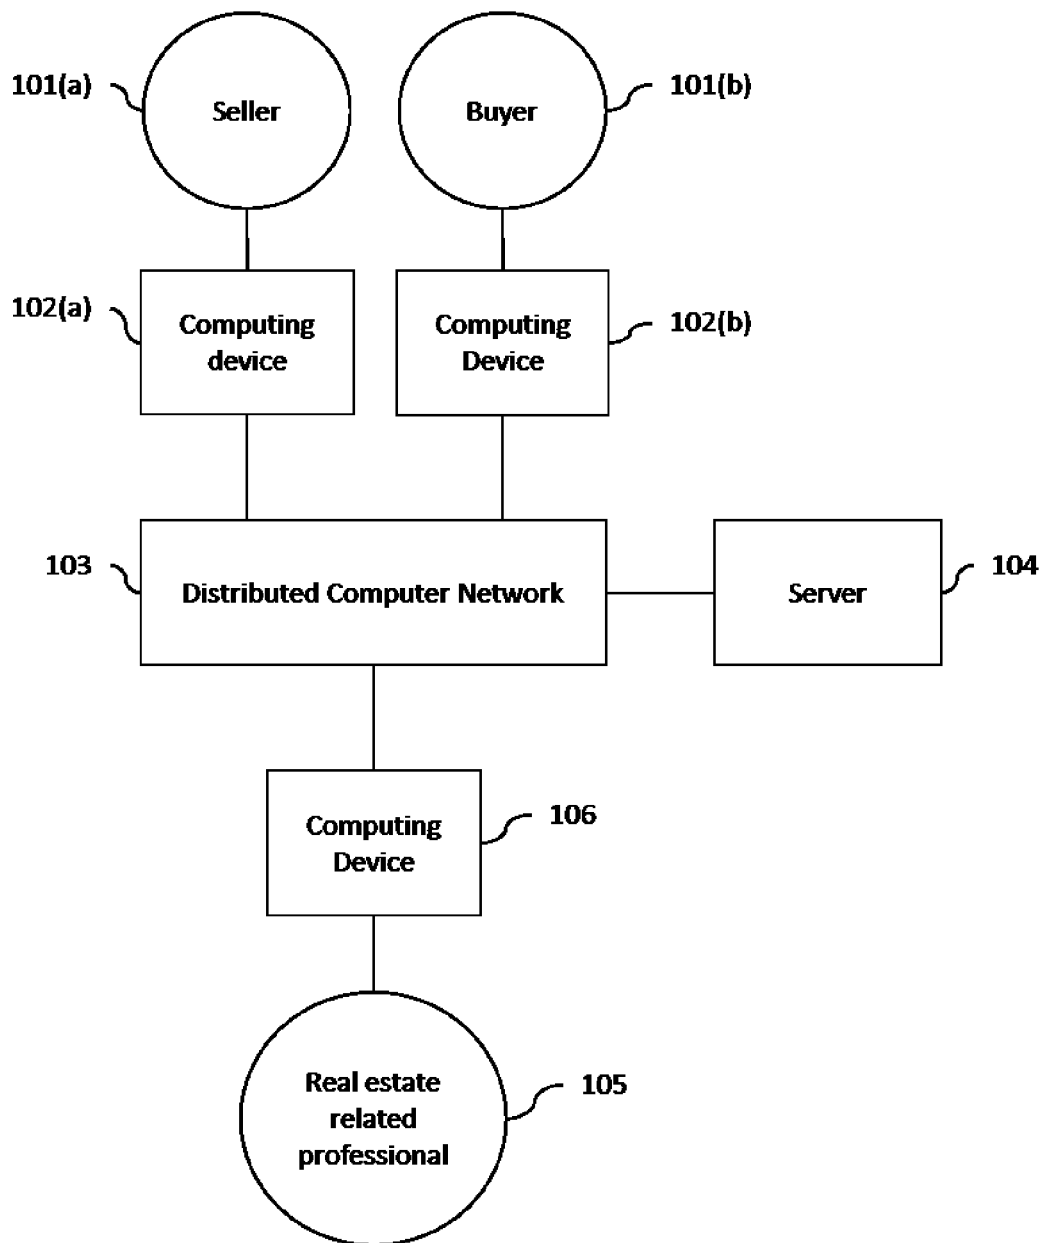 101(a)
Seller
Buyer
101(b)
102(a)
Computing
device
Computing
Device
102(b)
103
Distributed Computer Network
Server
104
Computing
Device
106
Real estate
related
professional
105